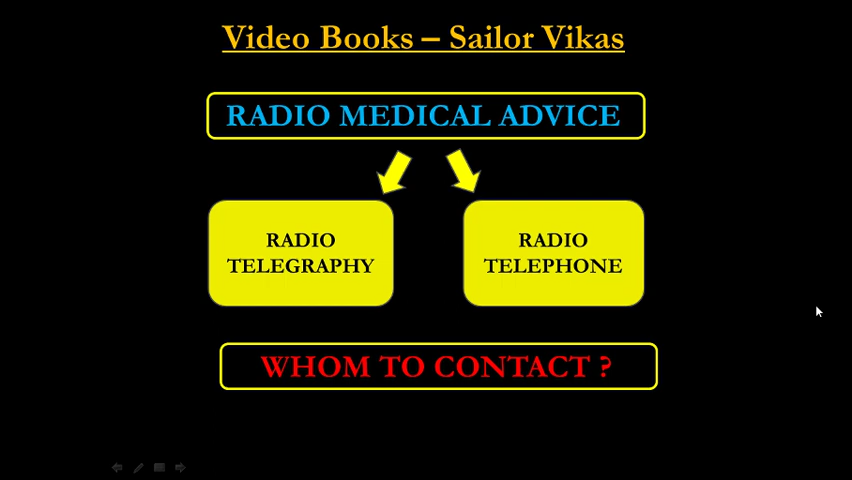 Video Books – Sailor Vikas
RADIO MEDICAL ADVICE
RADIO
TELEGRAPHY
RADIO
TELEPHONE
WHOM TO CONTACT ?